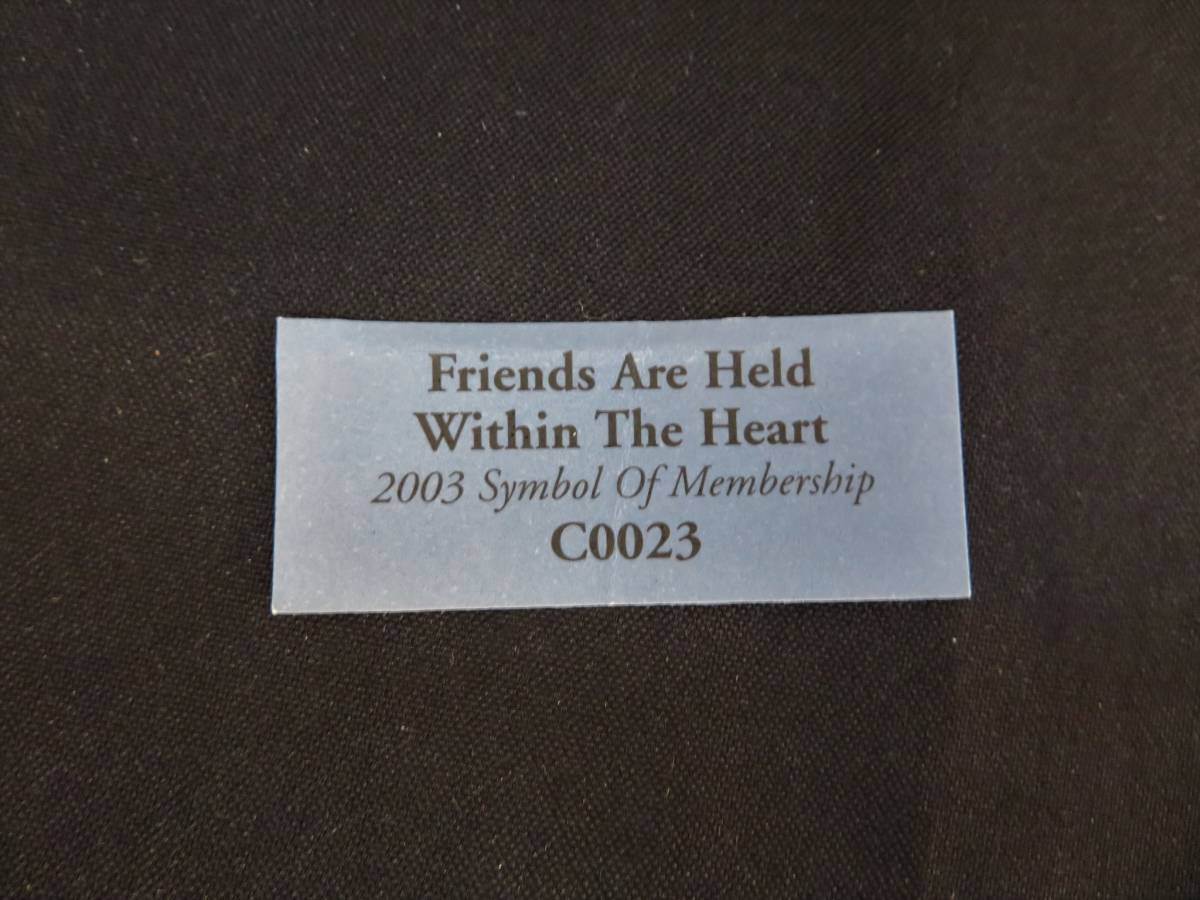 Friends Are Held
Within The Heart
2003 Symbol Of Membership
C0023